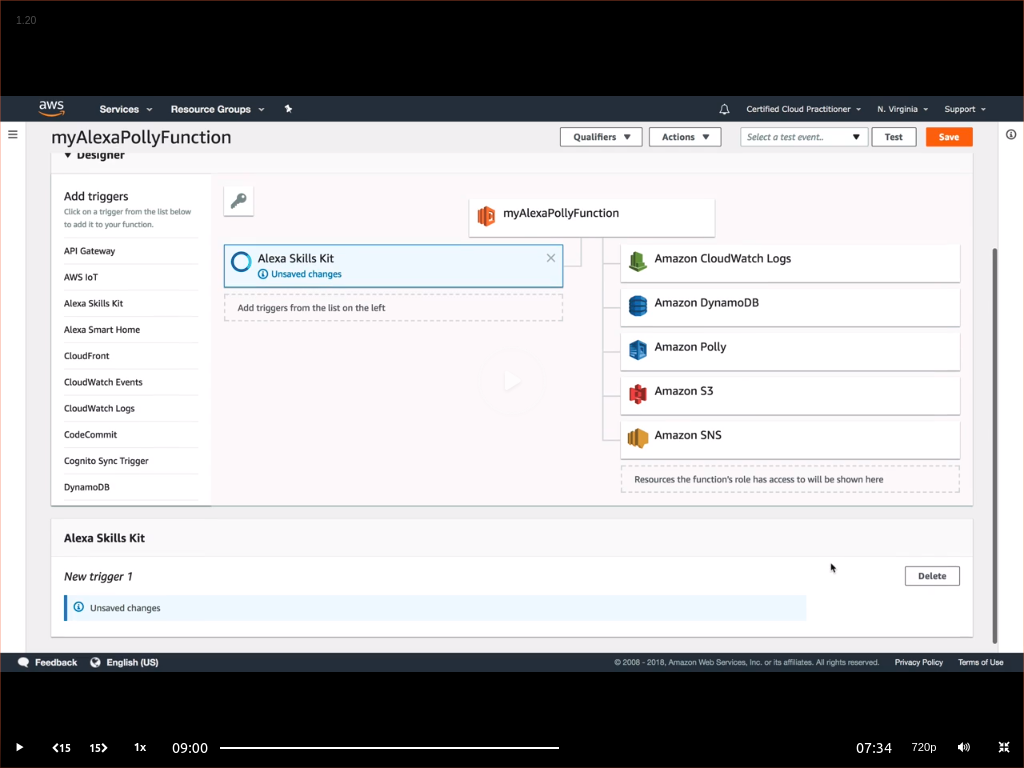 1.20
aws
Services
Resource Groups
Certified Cloud Practitioner
N. Virginia
Support
myAlexaPollyFunction
Qualifiers
Actions
Select a test event..
Test
Save
Designer
Add triggers
Click on a trigger from the list below
to add it to your function.
API Gateway
AWS IoT
Alexa Skills Kit
Alexa Smart Home
CloudFront
CloudWatch Events
CloudWatch Logs
CodeCommit
Cognito Sync Trigger
DynamoDB
myAlexaPollyFunction
Alexa Skills Kit
Unsaved changes
Add triggers from the list on the left
Amazon CloudWatch Logs
Amazon DynamoDB
Amazon Polly
Amazon S3
Amazon SNS
Resources the function's role has access to will be shown here
Alexa Skills Kit
New trigger 1
Delete
Unsaved changes
Feedback
English (US)
© 2008 - 2018, Amazon Web Services, Inc. or its affiliates. All rights reserved.
Privacy Policy
Terms of Use
15
15
1x
09:00
07:34
720p